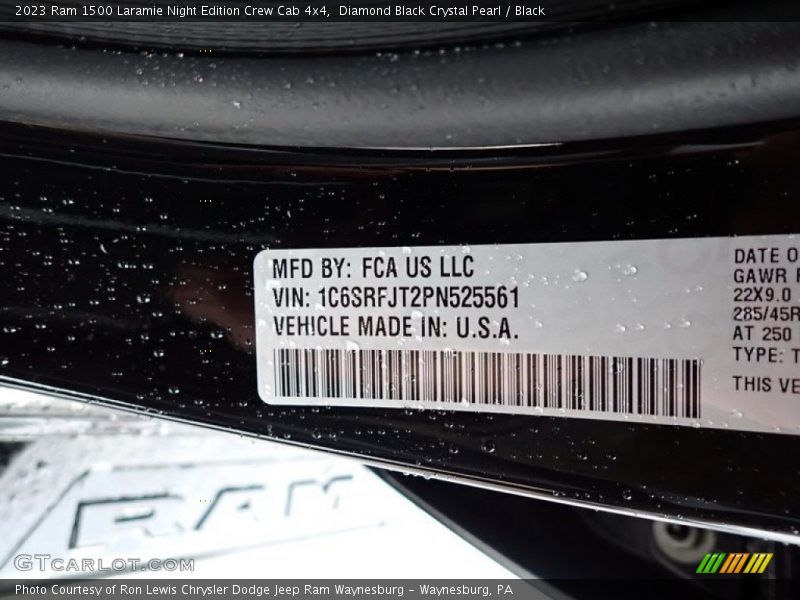 2023 Ram 1500 Laramie Night Edition Crew Cab 4x4, Diamond Black Crystal Pearl / Black
MFD BY: FCA US LLC
VIN: 1C6SRFJT2PN525561
VEHICLE MADE IN: U.S.A.
DATE O
GAWR
22X9.0
285/45R
AT 250
TYPE: T
THIS VE
RAM
GTCARLOT.COM
Photo Courtesy of Ron Lewis Chrysler Dodge Jeep Ram Waynesburg – Waynesburg, PA